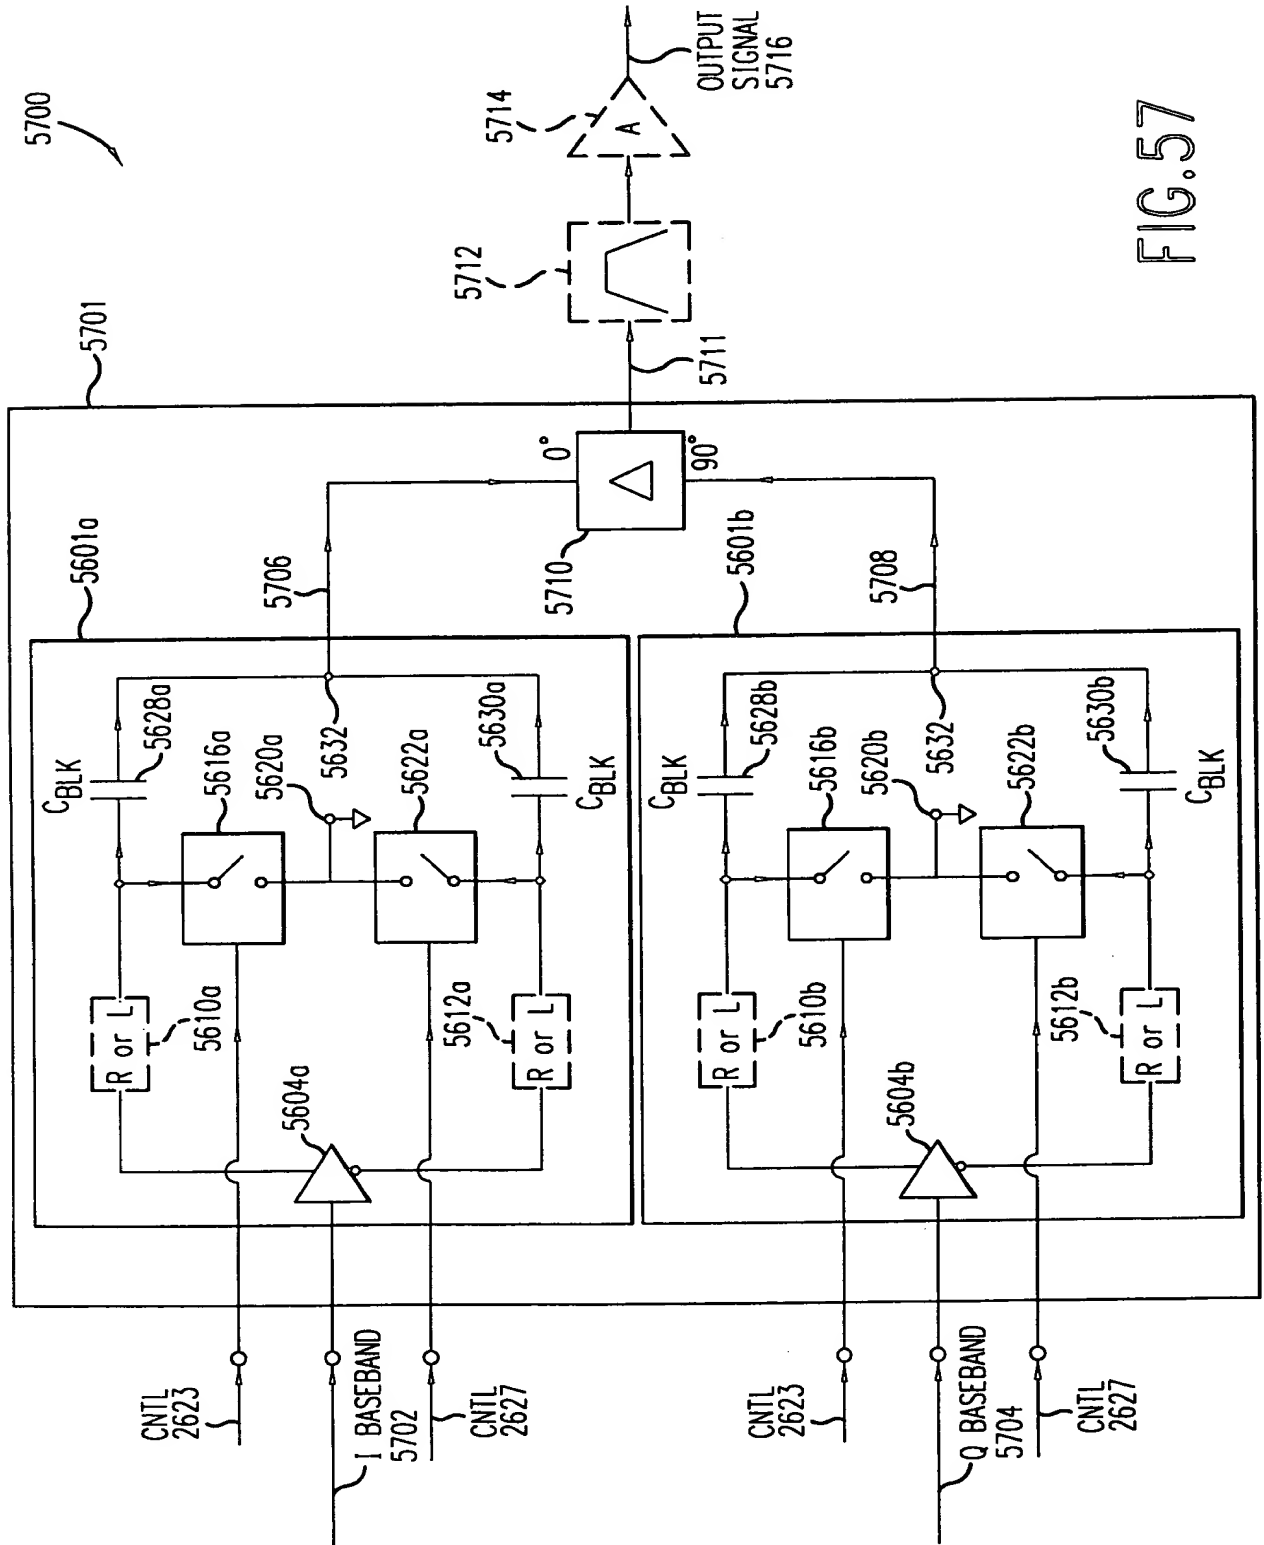 5700
5701
5601a
5706
C_BLK
5628a
5616a
5620a
5632
5622a
5630a
C_BLK
R or L
5610a
5612a
R or L
5604a
CNTL
2623
I BASEBAND
5702
CNTL
2627
0°
90°
5710
5711
5712
A
5714
OUTPUT
SIGNAL
5716
5601b
5708
C_BLK
5628b
5616b
5620b
5632
5622b
5630b
C_BLK
R or L
5610b
5612b
R or L
5604b
CNTL
2623
Q BASEBAND
5704
CNTL
2627
FIG.57